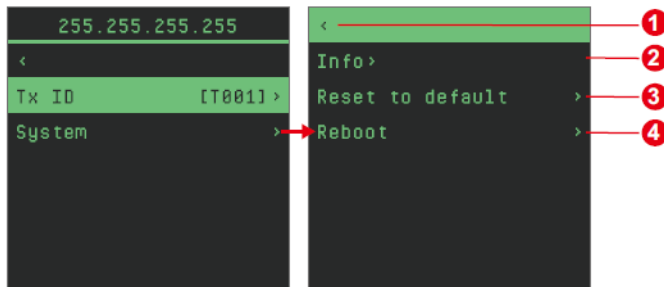 255.255.255.255
<
Tx ID [T001] >
System >
< 1
Info> 2
Reset to default > 3
Reboot > 4